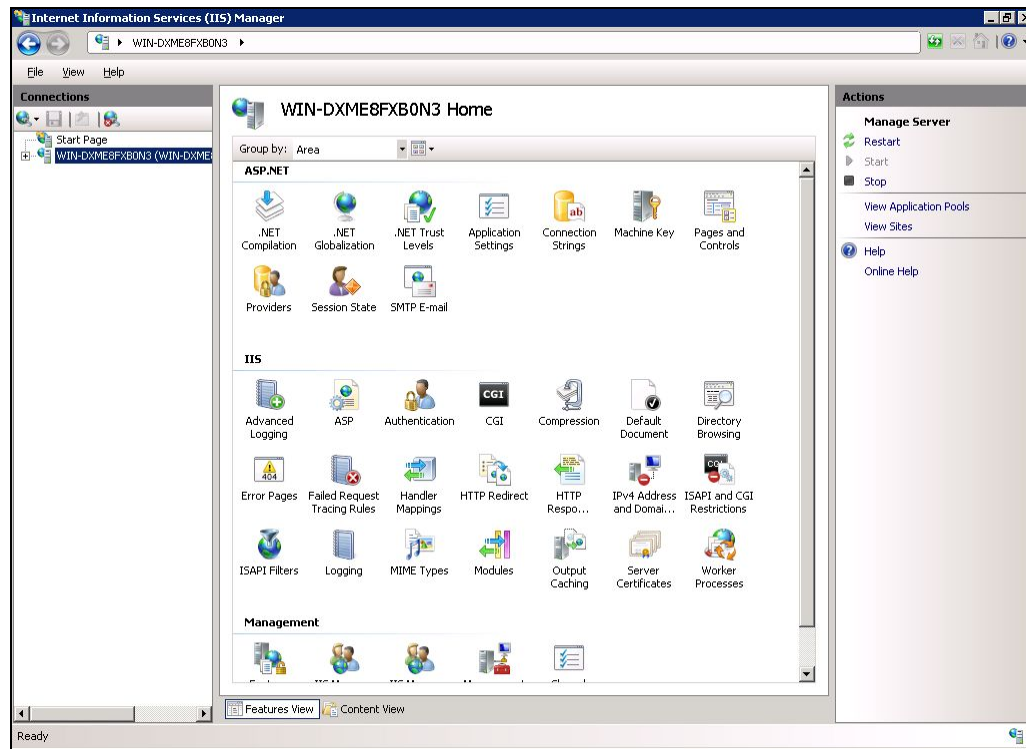 Internet Information Services (IIS) Manager
WIN-DXME8FXB0N3
File View Help
Connections
Start Page
WIN-DXME8FXB0N3 (WIN-DXME
WIN-DXME8FXB0N3 Home
Group by: Area
ASP.NET
.NET Compilation
.NET Globalization
.NET Trust Levels
Application Settings
Connection Strings
Machine Key
Pages and Controls
Providers
Session State
SMTP E-mail
IIS
Advanced Logging
ASP
Authentication
CGI
CGI
Compression
Default Document
Directory Browsing
404
Error Pages
Failed Request Tracing Rules
Handler Mappings
HTTP Redirect
HTTP Respo...
IPv4 Address and Domai...
ISAPI and CGI Restrictions
ISAPI Filters
Logging
MIME Types
Modules
Output Caching
Server Certificates
Worker Processes
Management
Features View
Content View
Actions
Manage Server
Restart
Start
Stop
View Application Pools
View Sites
Help
Online Help
Ready